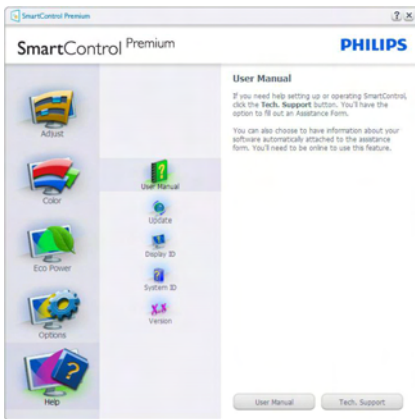 SmartControl Premium
? x
SmartControl Premium
PHILIPS
Adjust
Color
Eco Power
Options
Help
User Manual
Update
Display ID
System ID
Version
User Manual
If you need help setting up or operating SmartControl,
click the Tech. Support button. You'll have the
option to fill out an Assistance Form.
You can also choose to have information about your
software automatically attached to the assistance
form. You'll need to be online to use this feature.
User Manual
Tech. Support